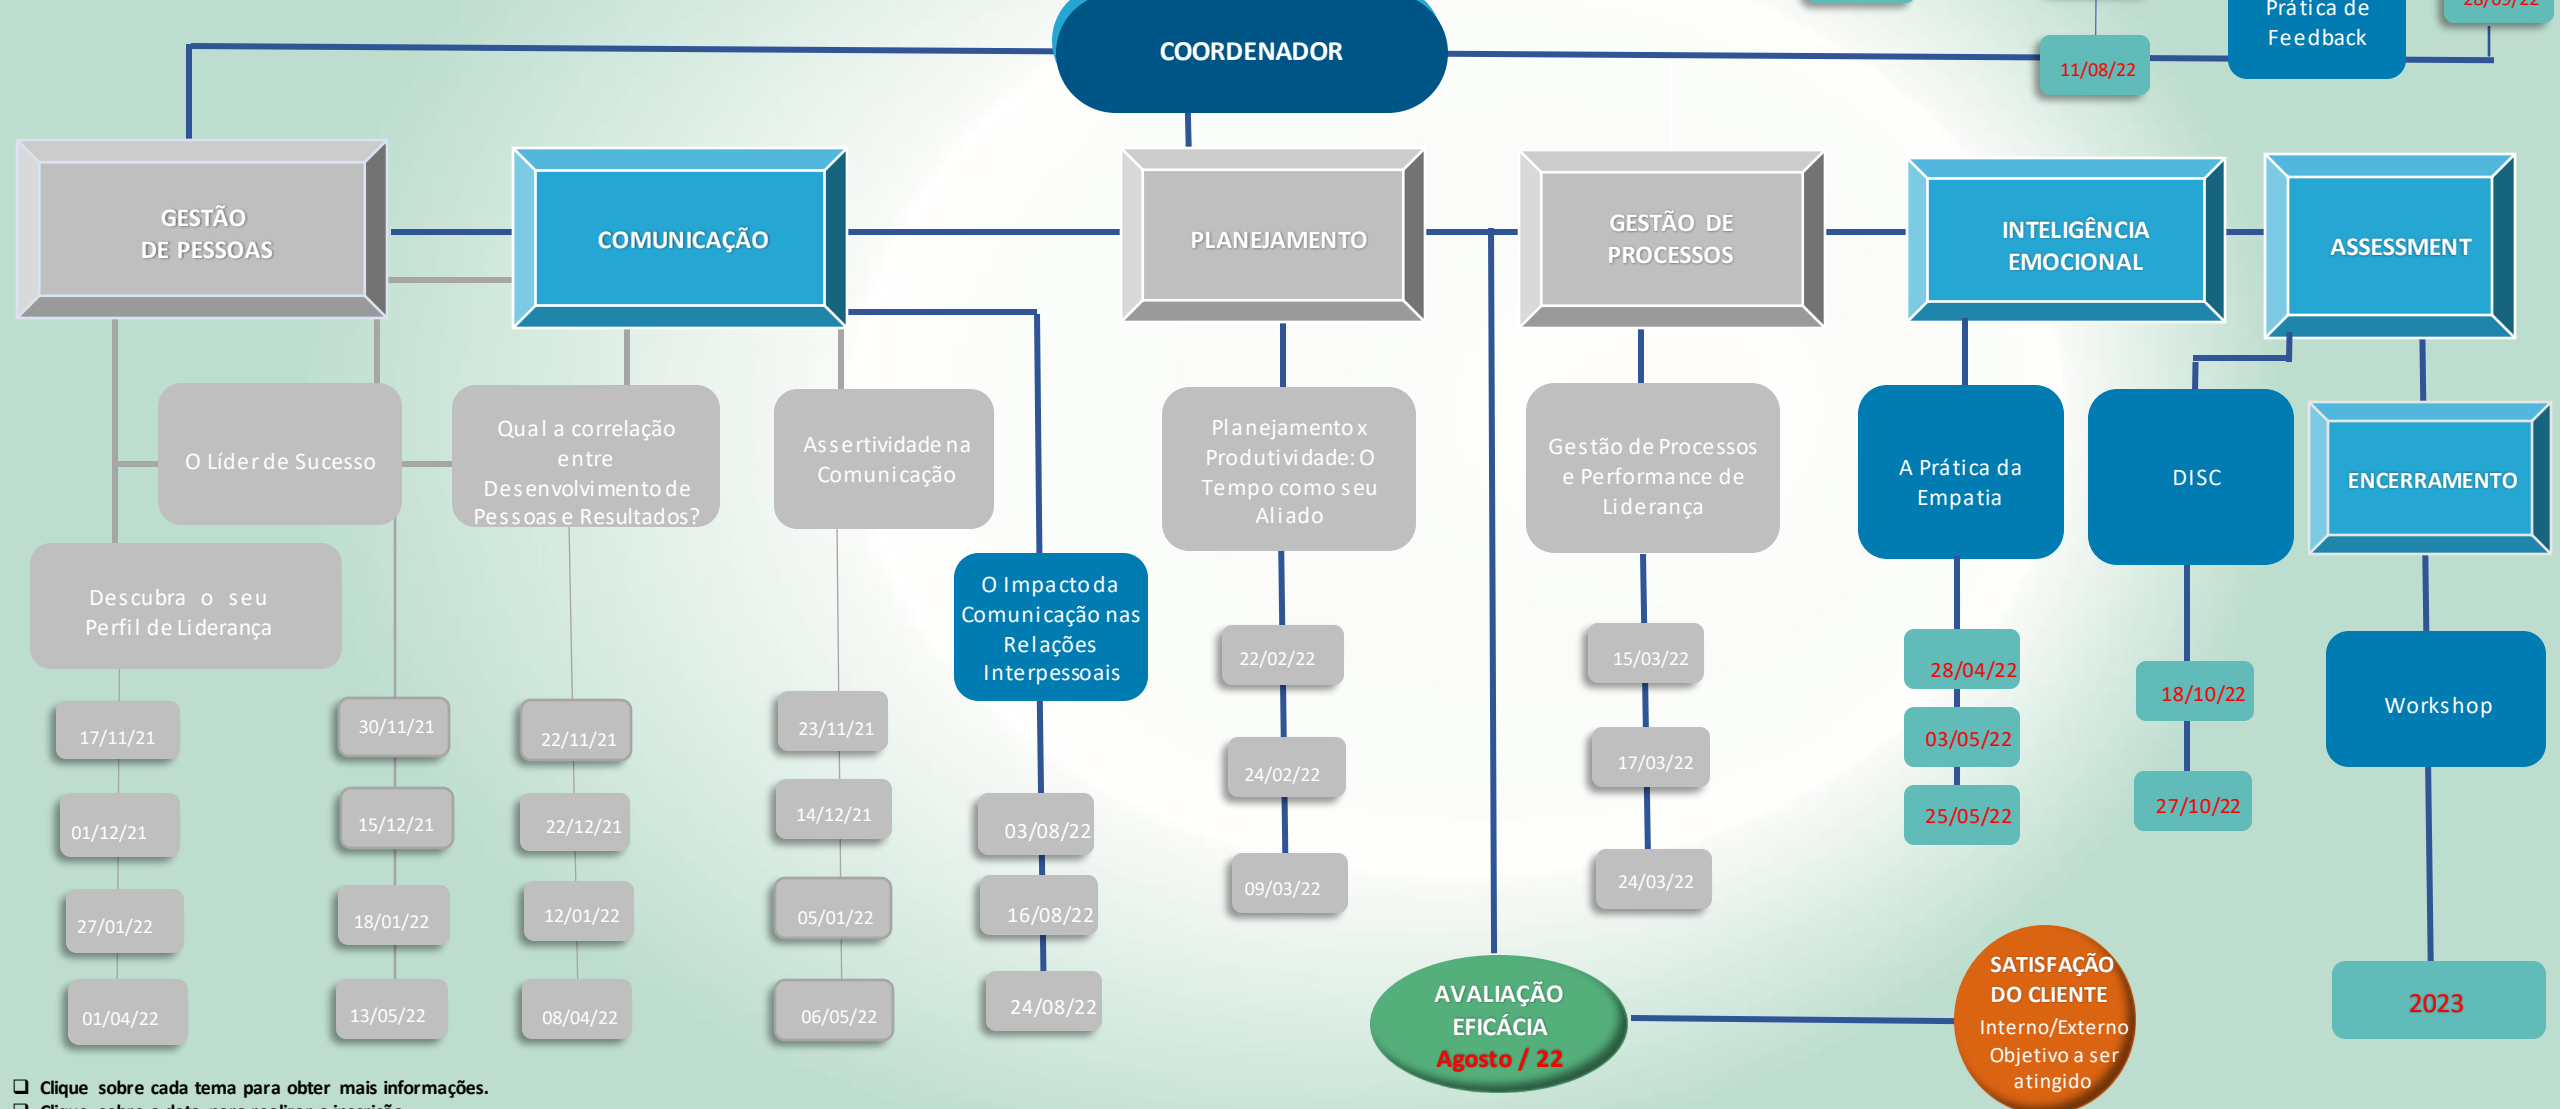 COORDENADOR
Prática de
Feedback
28/09/22
11/08/22
GESTÃO
DE PESSOAS
COMUNICAÇÃO
PLANEJAMENTO
GESTÃO DE
PROCESSOS
INTELIGÊNCIA
EMOCIONAL
ASSESSMENT
O Líder de Sucesso
Qual a correlação
entre
Desenvolvimento de
Pessoas e Resultados?
Assertividade na
Comunicação
Planejamento x
Produtividade: O
Tempo como seu
Aliado
Gestão de Processos
e Performance de
Liderança
A Prática da
Empatia
DISC
ENCERRAMENTO
Descubra o seu
Perfil de Liderança
O Impacto da
Comunicação nas
Relações
Interpessoais
Workshop
17/11/21
01/12/21
27/01/22
01/04/22
30/11/21
15/12/21
18/01/22
13/05/22
22/11/21
22/12/21
12/01/22
08/04/22
23/11/21
14/12/21
05/01/22
06/05/22
03/08/22
16/08/22
24/08/22
22/02/22
24/02/22
09/03/22
15/03/22
17/03/22
24/03/22
28/04/22
03/05/22
25/05/22
18/10/22
27/10/22
2023
AVALIAÇÃO
EFICÁCIA
Agosto / 22
SATISFAÇÃO
DO CLIENTE
Interno/Externo
Objetivo a ser
atingido
Clique sobre cada tema para obter mais informações.
Clique sobre a data para realizar a inscrição